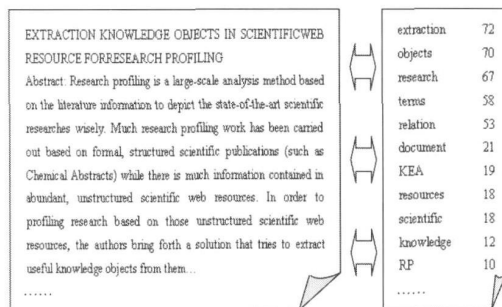 EXTRACTION KNOWLEDGE OBJECTS IN SCIENTIFICWEB
RESOURCE FORRESEARCH PROFILING
Abstract: Research profiling is a large-scale analysis method based
on the literature information to depict the state-of-the-art scientific
researches wisely. Much research profiling work has been carried
out based on formal, structured scientific publications (such as
Chemical Abstracts) while there is much information contained in
abundant, unstructured scientific web resources. In order to
profiling research based on those unstructured scientific web
resources, the authors bring forth a solution that tries to extract
useful knowledge objects from them...
......
extraction 72
objects 70
research 67
terms 58
relation 53
document 21
KEA 19
resources 18
scientific 18
knowledge 12
RP 10
......